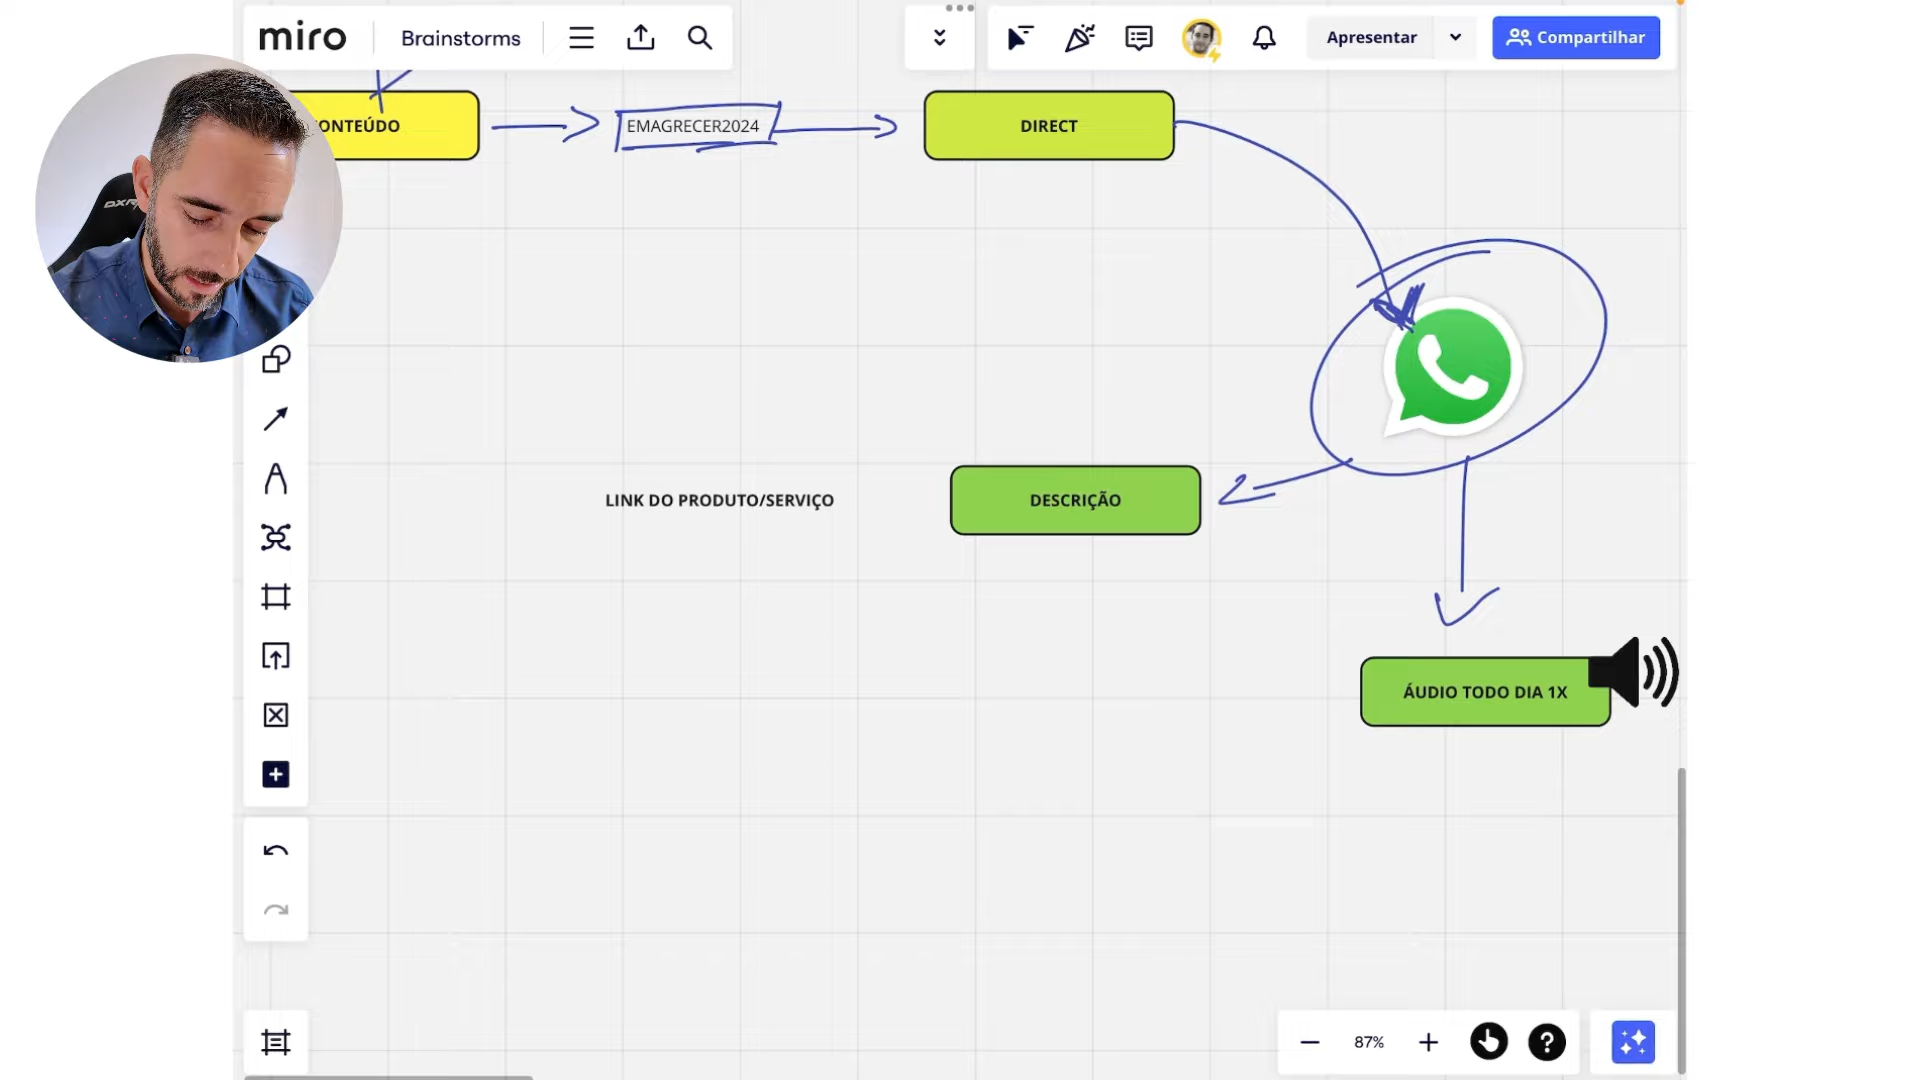 miro
Brainstorms
Apresentar
Compartilhar
ONTEÚDO
EMAGRECER2024
DIRECT
LINK DO PRODUTO/SERVIÇO
DESCRIÇÃO
ÁUDIO TODO DIA 1X
87%